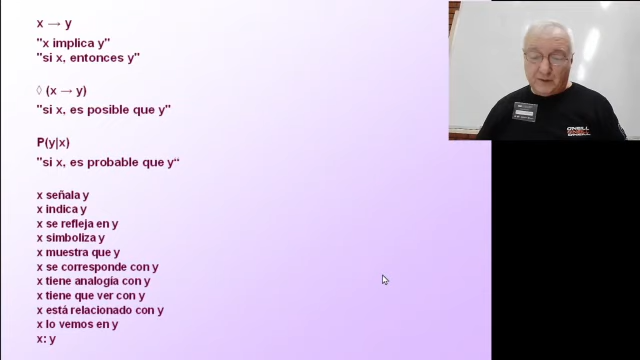 x → y
"x implica y"
"si x, entonces y"
◊ (x → y)
"si x, es posible que y"
P(y|x)
"si x, es probable que y“
x señala y
x indica y
x se refleja en y
x simboliza y
x muestra que y
x se corresponde con y
x tiene analogía con y
x tiene que ver con y
x está relacionado con y
x lo vemos en y
x: y
ONEILL